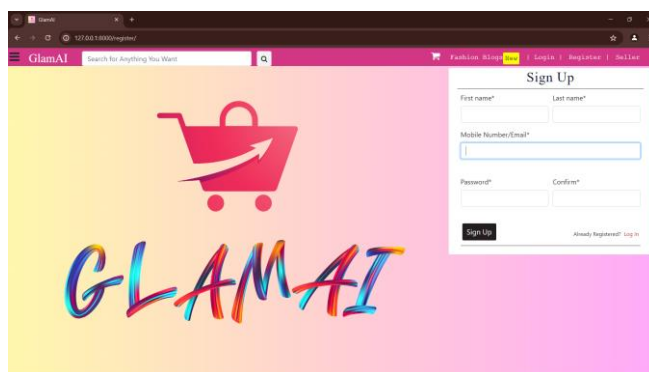 GlamAI
127.0.0.1:8000/register/
GlamAI Search for Anything You Want Fashion Blogs New | Login | Register | Seller
Sign Up
First name* Last name*
Mobile Number/Email*
Password* Confirm*
Sign Up Already Registered? Log In
GLAMAI